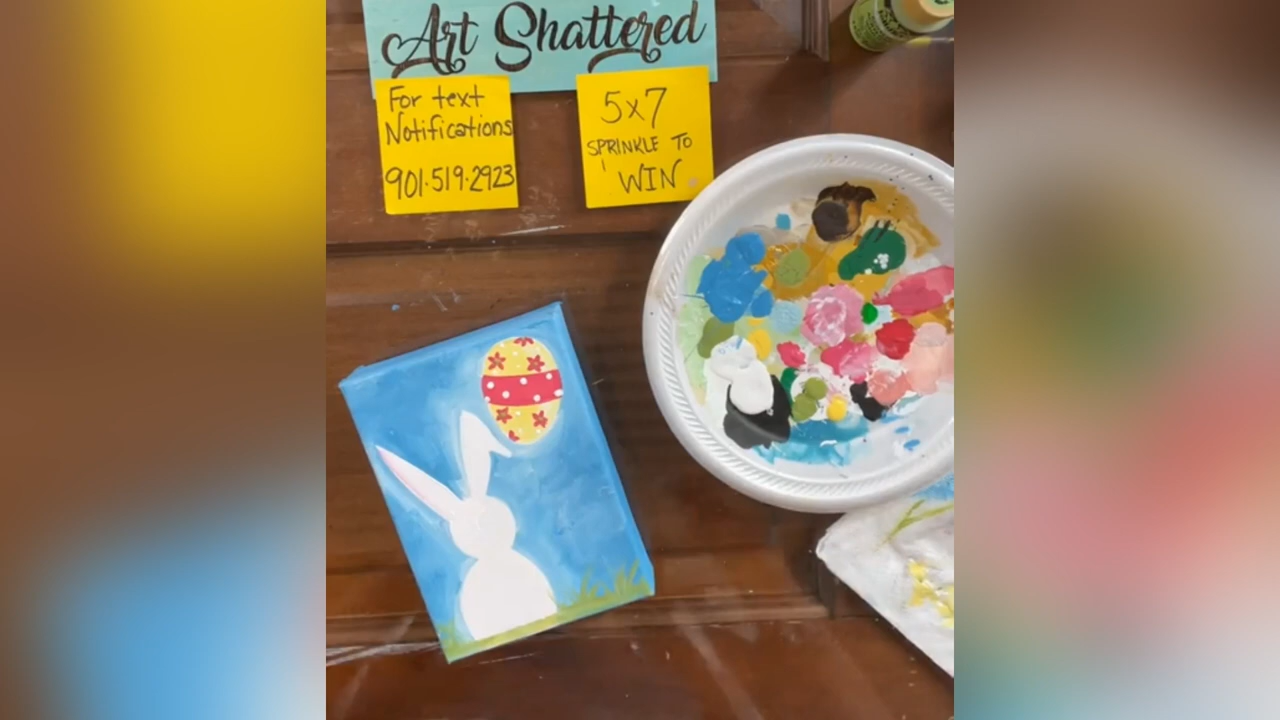 Art Shattered
For text
Notifications
901.519.2923
5x7
SPRINKLE TO
WIN